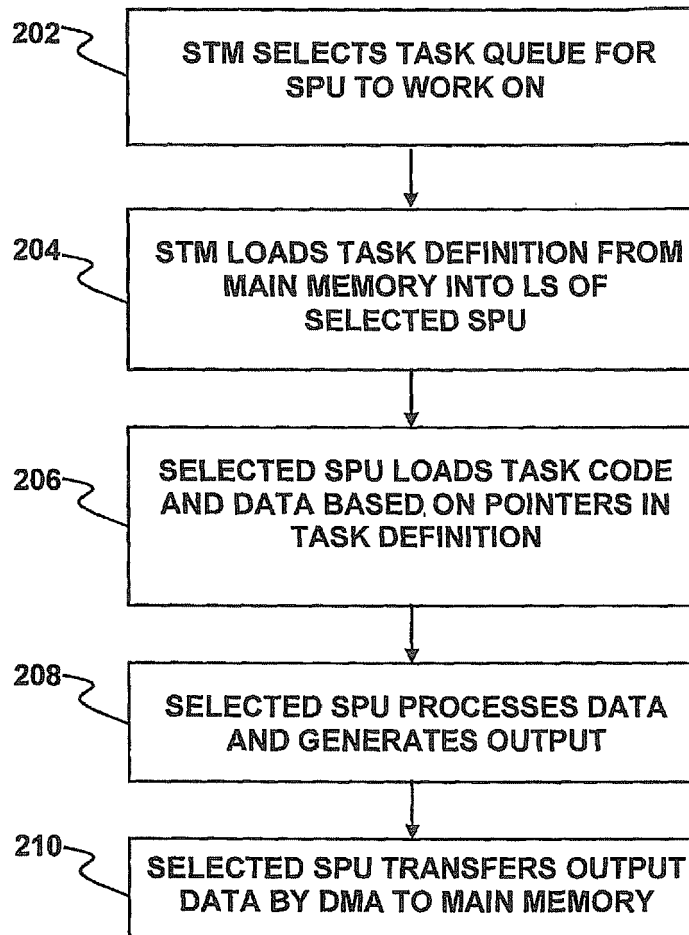 202
STM SELECTS TASK QUEUE FOR
SPU TO WORK ON
204
STM LOADS TASK DEFINITION FROM
MAIN MEMORY INTO LS OF
SELECTED SPU
206
SELECTED SPU LOADS TASK CODE
AND DATA BASED ON POINTERS IN
TASK DEFINITION
208
SELECTED SPU PROCESSES DATA
AND GENERATES OUTPUT
210
SELECTED SPU TRANSFERS OUTPUT
DATA BY DMA TO MAIN MEMORY